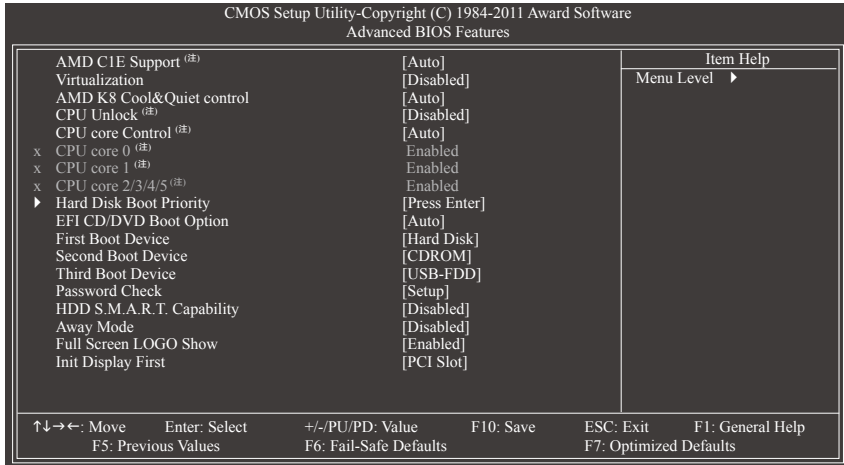 CMOS Setup Utility-Copyright (C) 1984-2011 Award Software
Advanced BIOS Features
AMD C1E Support (注) [Auto]
Virtualization [Disabled]
AMD K8 Cool&Quiet control [Auto]
CPU Unlock (注) [Disabled]
CPU core Control (注) [Auto]
x CPU core 0 (注) Enabled
x CPU core 1 (注) Enabled
x CPU core 2/3/4/5 (注) Enabled
Hard Disk Boot Priority [Press Enter]
EFI CD/DVD Boot Option [Auto]
First Boot Device [Hard Disk]
Second Boot Device [CDROM]
Third Boot Device [USB-FDD]
Password Check [Setup]
HDD S.M.A.R.T. Capability [Disabled]
Away Mode [Disabled]
Full Screen LOGO Show [Enabled]
Init Display First [PCI Slot]
Item Help
Menu Level
↑↓→←: Move Enter: Select +/-/PU/PD: Value F10: Save ESC: Exit F1: General Help
F5: Previous Values F6: Fail-Safe Defaults F7: Optimized Defaults